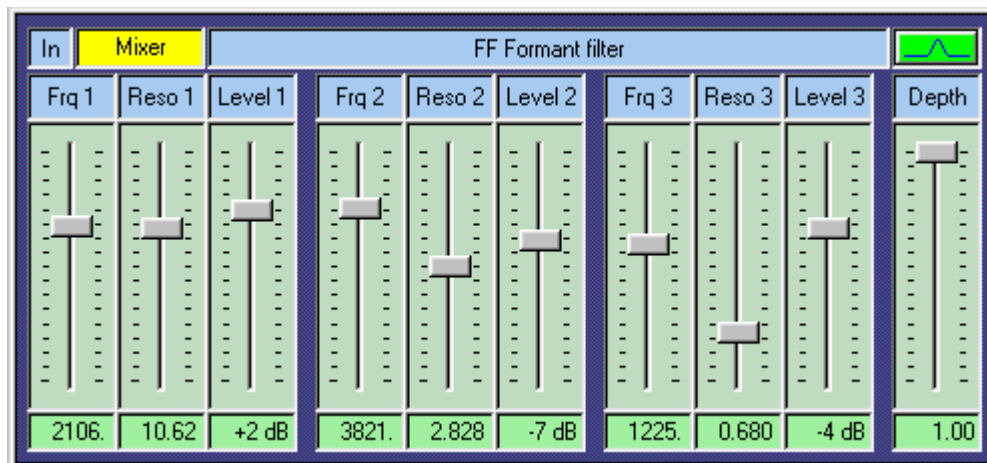 In Mixer FF Formant filter
Frq 1 Reso 1 Level 1 Frq 2 Reso 2 Level 2 Frq 3 Reso 3 Level 3 Depth
2106. 10.62 +2 dB 3821. 2.828 -7 dB 1225. 0.680 -4 dB 1.00